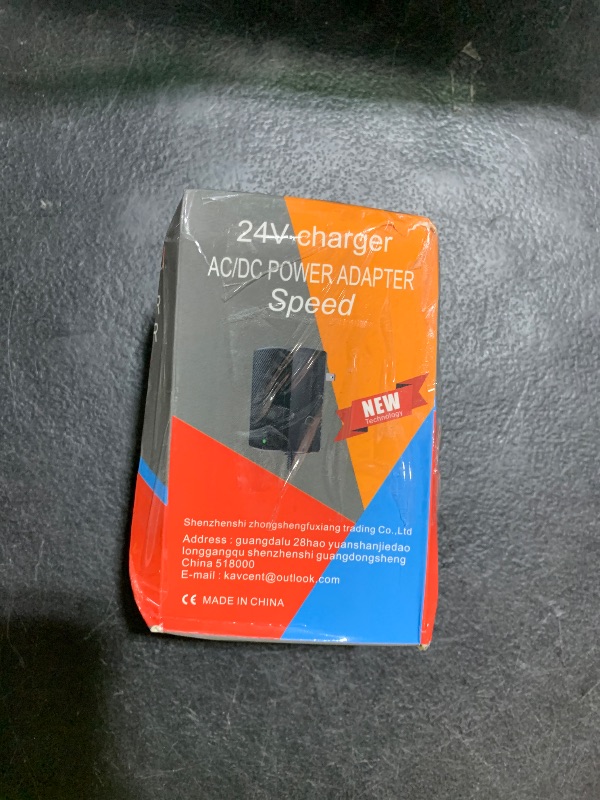 24V charger
AC/DC POWER ADAPTER
Speed
NEW
Technology
Shenzhenshi zhongshengfuxiang trading Co.,Ltd
Address : guangdalu 28hao yuanshanjiedao
longgangqu shenzhenshi guangdongsheng
China 518000
E-mail : kavcent@outlook.com
CE MADE IN CHINA